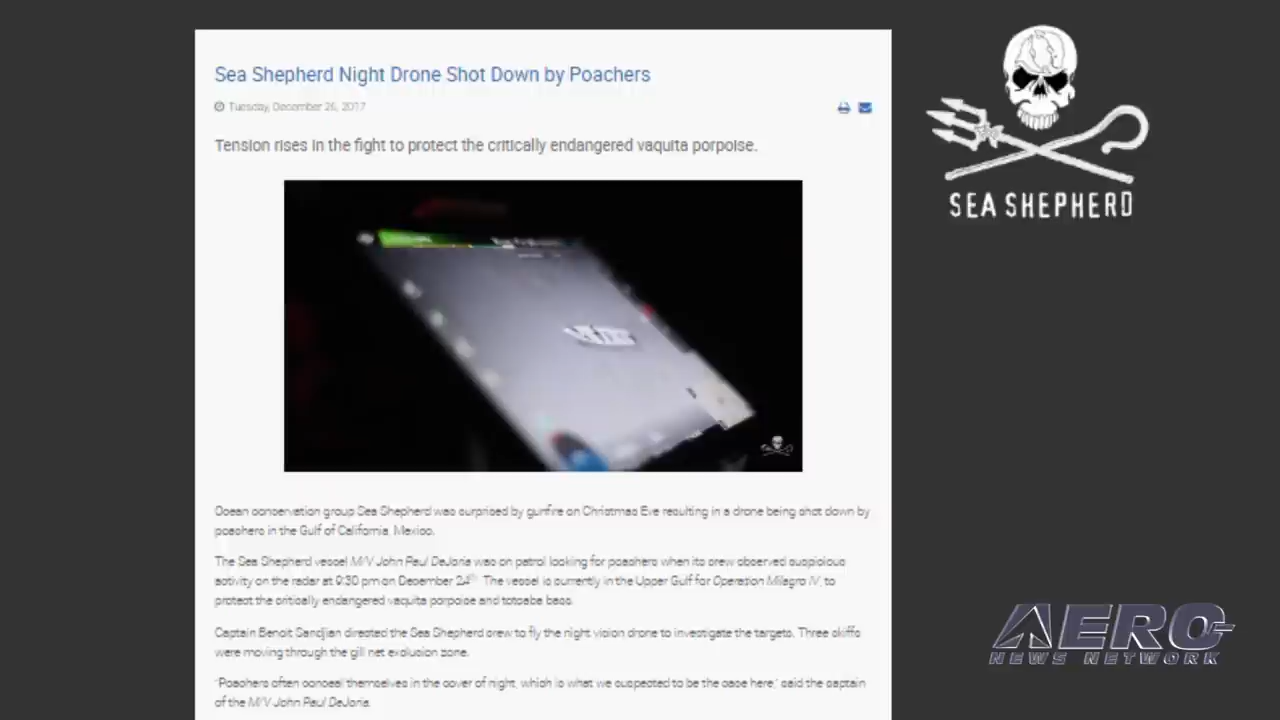 Sea Shepherd Night Drone Shot Down by Poachers
Tuesday, December 26, 2017
Tension rises in the fight to protect the critically endangered vaquita porpoise.
SEA SHEPHERD
Ocean conservation group Sea Shepherd was surprised by gunfire on Christmas Eve resulting in a drone being shot down by
poachers in the Gulf of California, Mexico.
The Sea Shepherd vessel M/V John Paul DeJoria was on patrol looking for poachers when its crew observed suspicious
activity on the radar at 9:30 pm on December 24th. The vessel is currently in the Upper Gulf for Operation Milagro IV, to
protect the critically endangered vaquita porpoise and totoaba bass.
Captain Benoit Sandjian directed the Sea Shepherd crew to fly the night vision drone to investigate the targets. Three skiffs
were moving through the gill net exclusion zone.
"Poachers often conceal themselves in the cover of night, which is what we suspected to be the case here," said the captain
of the M/V John Paul DeJoria.
AERO
NEWS NETWORK